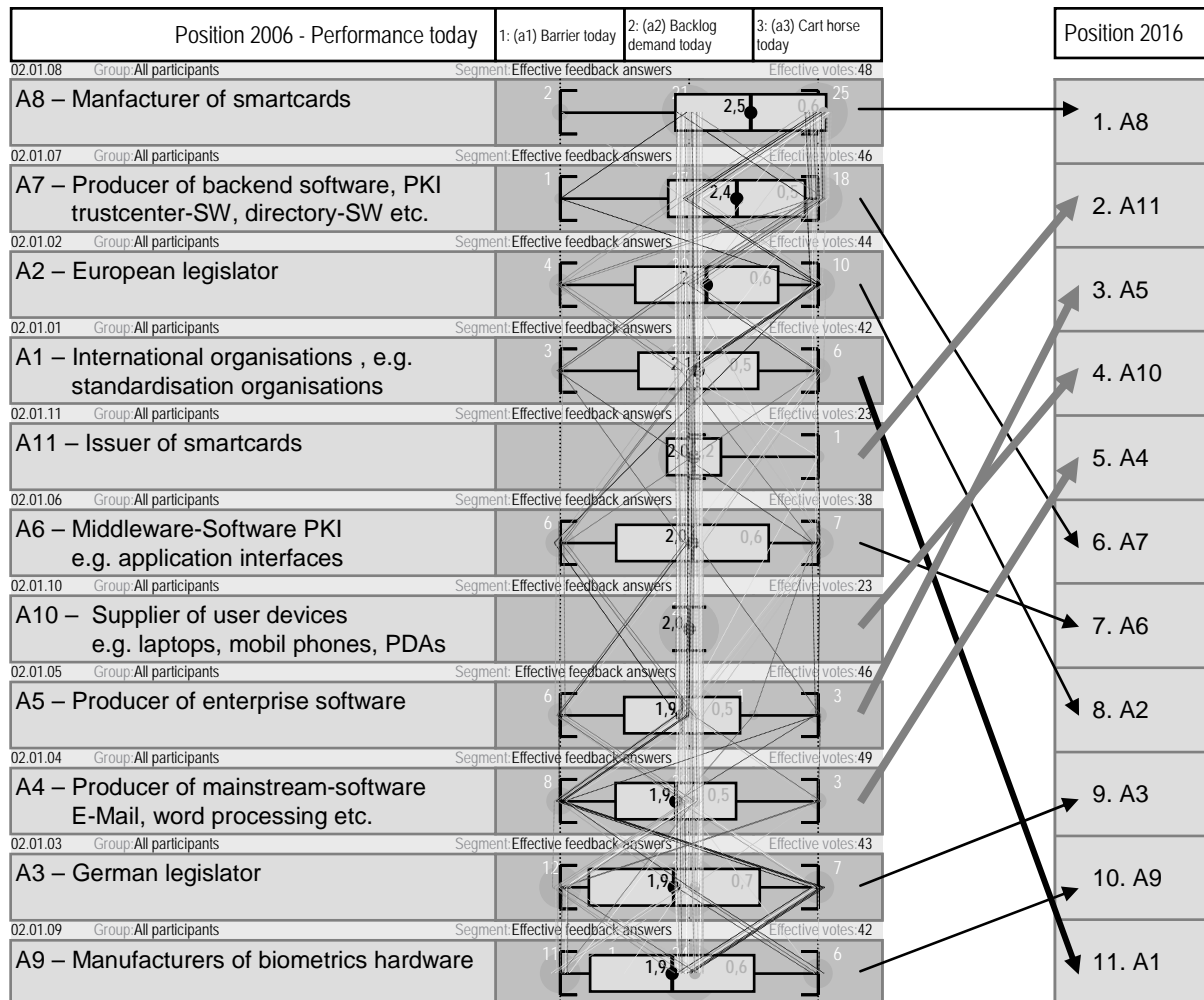 Position 2006 - Performance today
1: (a1) Barrier today
2: (a2) Backlog
demand today
3: (a3) Cart horse
today
Position 2016
02.01.08 Group:All participants Segment:Effective feedback answers Effective votes:48
A8 – Manfacturer of smartcards
2 21 2,5 0,6 25
02.01.07 Group:All participants Segment:Effective feedback answers Effective votes:46
A7 – Producer of backend software, PKI
trustcenter-SW, directory-SW etc.
1 2,4 0,5 18
02.01.02 Group:All participants Segment:Effective feedback answers Effective votes:44
A2 – European legislator
4 0,6 10
02.01.01 Group:All participants Segment:Effective feedback answers Effective votes:42
A1 – International organisations , e.g.
standardisation organisations
3 2,1 0,5 6
02.01.11 Group:All participants Segment:Effective feedback answers Effective votes:23
A11 – Issuer of smartcards
2,0 1
02.01.06 Group:All participants Segment:Effective feedback answers Effective votes:38
A6 – Middleware-Software PKI
e.g. application interfaces
6 2,0 0,6 7
02.01.10 Group:All participants Segment:Effective feedback answers Effective votes:23
A10 – Supplier of user devices
e.g. laptops, mobil phones, PDAs
2,0
02.01.05 Group:All participants Segment: Effective feedback answers Effective votes:46
A5 – Producer of enterprise software
6 1,9 1 0,5 3
02.01.04 Group:All participants Segment:Effective feedback answers Effective votes:49
A4 – Producer of mainstream-software
E-Mail, word processing etc.
8 1,9 0,5 3
02.01.03 Group:All participants Segment:Effective feedback answers Effective votes:43
A3 – German legislator
12 1,9 0,7 7
02.01.09 Group:All participants Segment:Effective feedback answers Effective votes:42
A9 – Manufacturers of biometrics hardware
11 1 24 1,9 0,6 6
1. A8
2. A11
3. A5
4. A10
5. A4
6. A7
7. A6
8. A2
9. A3
10. A9
11. A1